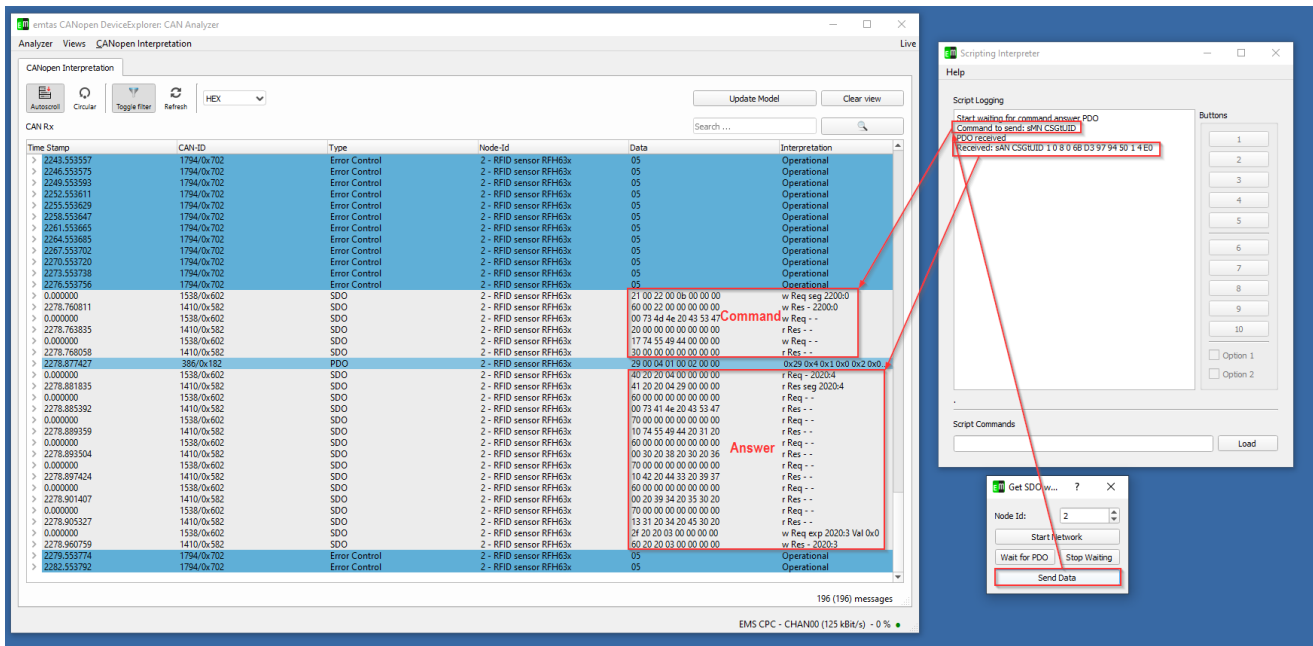 emtas CANopen DeviceExplorer: CAN Analyzer
Analyzer Views CANopen Interpretation Live
CANopen Interpretation
Autoscroll Circular Toggle filter Refresh HEX Update Model Clear view
CAN Rx Search ...
Time Stamp CAN-ID Type Node-Id Data Interpretation
> 2243.553557 1794/0x702 Error Control 2 - RFID sensor RFH63x 05 Operational
> 2246.553575 1794/0x702 Error Control 2 - RFID sensor RFH63x 05 Operational
> 2249.553593 1794/0x702 Error Control 2 - RFID sensor RFH63x 05 Operational
> 2252.553611 1794/0x702 Error Control 2 - RFID sensor RFH63x 05 Operational
> 2255.553629 1794/0x702 Error Control 2 - RFID sensor RFH63x 05 Operational
> 2258.553647 1794/0x702 Error Control 2 - RFID sensor RFH63x 05 Operational
> 2261.553665 1794/0x702 Error Control 2 - RFID sensor RFH63x 05 Operational
> 2264.553685 1794/0x702 Error Control 2 - RFID sensor RFH63x 05 Operational
> 2267.553702 1794/0x702 Error Control 2 - RFID sensor RFH63x 05 Operational
> 2270.553720 1794/0x702 Error Control 2 - RFID sensor RFH63x 05 Operational
> 2273.553738 1794/0x702 Error Control 2 - RFID sensor RFH63x 05 Operational
> 2276.553756 1794/0x702 Error Control 2 - RFID sensor RFH63x 05 Operational
> 0.000000 1538/0x602 SDO 2 - RFID sensor RFH63x 21 00 22 00 0b 00 00 00 w Req seg 2200:0
> 2278.760811 1410/0x582 SDO 2 - RFID sensor RFH63x 60 00 22 00 00 00 00 00 w Res - 2200:0
> 0.000000 1538/0x602 SDO 2 - RFID sensor RFH63x 00 73 4d 4e 20 43 53 47 w Req - -
> 2278.763835 1410/0x582 SDO 2 - RFID sensor RFH63x 20 00 00 00 00 00 00 00 r Res - -
> 0.000000 1538/0x602 SDO 2 - RFID sensor RFH63x 17 74 55 49 44 00 00 00 w Req - -
> 2278.768058 1410/0x582 SDO 2 - RFID sensor RFH63x 30 00 00 00 00 00 00 00 r Res - -
Command
> 2278.877427 386/0x182 PDO 2 - RFID sensor RFH63x 29 00 04 01 00 02 00 00 0x29 0x4 0x1 0x0 0x2 0x0...
> 0.000000 1538/0x602 SDO 2 - RFID sensor RFH63x 40 20 20 04 00 00 00 00 r Req - 2020:4
> 2278.881835 1410/0x582 SDO 2 - RFID sensor RFH63x 41 20 20 04 29 00 00 00 r Res seg 2020:4
> 0.000000 1538/0x602 SDO 2 - RFID sensor RFH63x 60 00 00 00 00 00 00 00 r Req - -
> 2278.885392 1410/0x582 SDO 2 - RFID sensor RFH63x 00 73 41 4e 20 43 53 47 r Res - -
> 0.000000 1538/0x602 SDO 2 - RFID sensor RFH63x 70 00 00 00 00 00 00 00 r Req - -
> 2278.889359 1410/0x582 SDO 2 - RFID sensor RFH63x 10 74 55 49 44 20 31 20 r Res - -
> 0.000000 1538/0x602 SDO 2 - RFID sensor RFH63x 60 00 00 00 00 00 00 00 r Req - -
> 2278.893504 1410/0x582 SDO 2 - RFID sensor RFH63x 00 30 20 38 20 30 20 36 r Res - -
> 0.000000 1538/0x602 SDO 2 - RFID sensor RFH63x 70 00 00 00 00 00 00 00 r Req - -
> 2278.897424 1410/0x582 SDO 2 - RFID sensor RFH63x 10 42 20 44 33 20 39 37 r Res - -
> 0.000000 1538/0x602 SDO 2 - RFID sensor RFH63x 60 00 00 00 00 00 00 00 r Req - -
> 2278.901407 1410/0x582 SDO 2 - RFID sensor RFH63x 00 20 39 34 20 35 30 20 r Res - -
> 0.000000 1538/0x602 SDO 2 - RFID sensor RFH63x 70 00 00 00 00 00 00 00 r Req - -
> 2278.905327 1410/0x582 SDO 2 - RFID sensor RFH63x 13 31 20 34 20 45 30 20 r Res - -
> 0.000000 1538/0x602 SDO 2 - RFID sensor RFH63x 2f 20 20 03 00 00 00 00 w Req exp 2020:3 Val 0x0
> 2278.960759 1410/0x582 SDO 2 - RFID sensor RFH63x 60 20 20 03 00 00 00 00 w Res - 2020:3
Answer
> 2279.553774 1794/0x702 Error Control 2 - RFID sensor RFH63x 05 Operational
> 2282.553792 1794/0x702 Error Control 2 - RFID sensor RFH63x 05 Operational
196 (196) messages
EMS CPC - CHAN00 (125 kBit/s) - 0 %
Scripting Interpreter
Help
Script Logging
Start waiting for command answer PDO
Command to send: sMN CSGtUID
PDO received
Received: sAN CSGtUID 1 0 8 0 6B D3 97 94 50 1 4 E0
Buttons
1
2
3
4
5
6
7
8
9
10
Option 1
Option 2
.
Script Commands
Load
Get SDO w... ? ×
Node Id: 2
Start Network
Wait for PDO Stop Waiting
Send Data